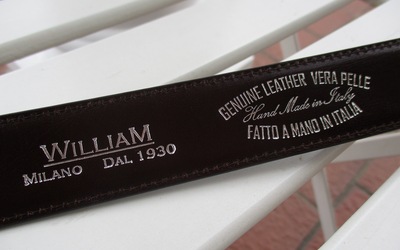 WILLIAM
MILANO DAL 1930
GENUINE LEATHER VERA PELLE
Hand Made in Italy
FATTO A MANO IN ITALIA